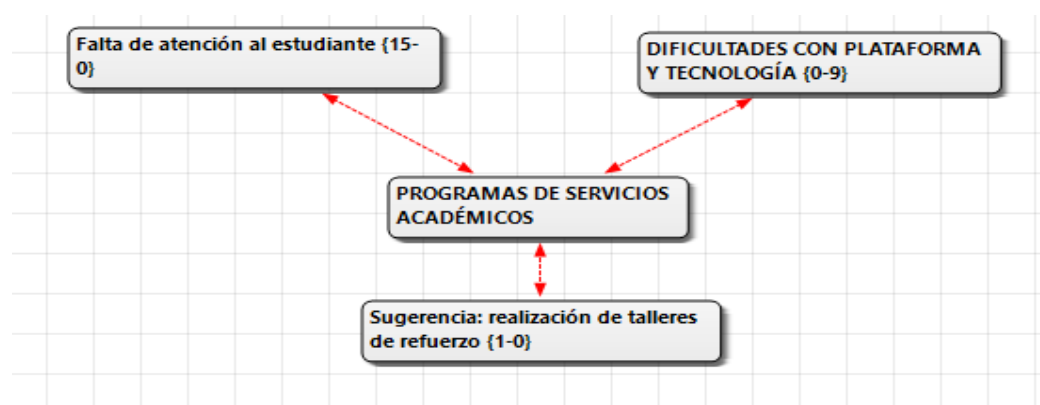 Falta de atención al estudiante {15-
0}
DIFICULTADES CON PLATAFORMA
Y TECNOLOGÍA {0-9}
PROGRAMAS DE SERVICIOS
ACADÉMICOS
Sugerencia: realización de talleres
de refuerzo {1-0}